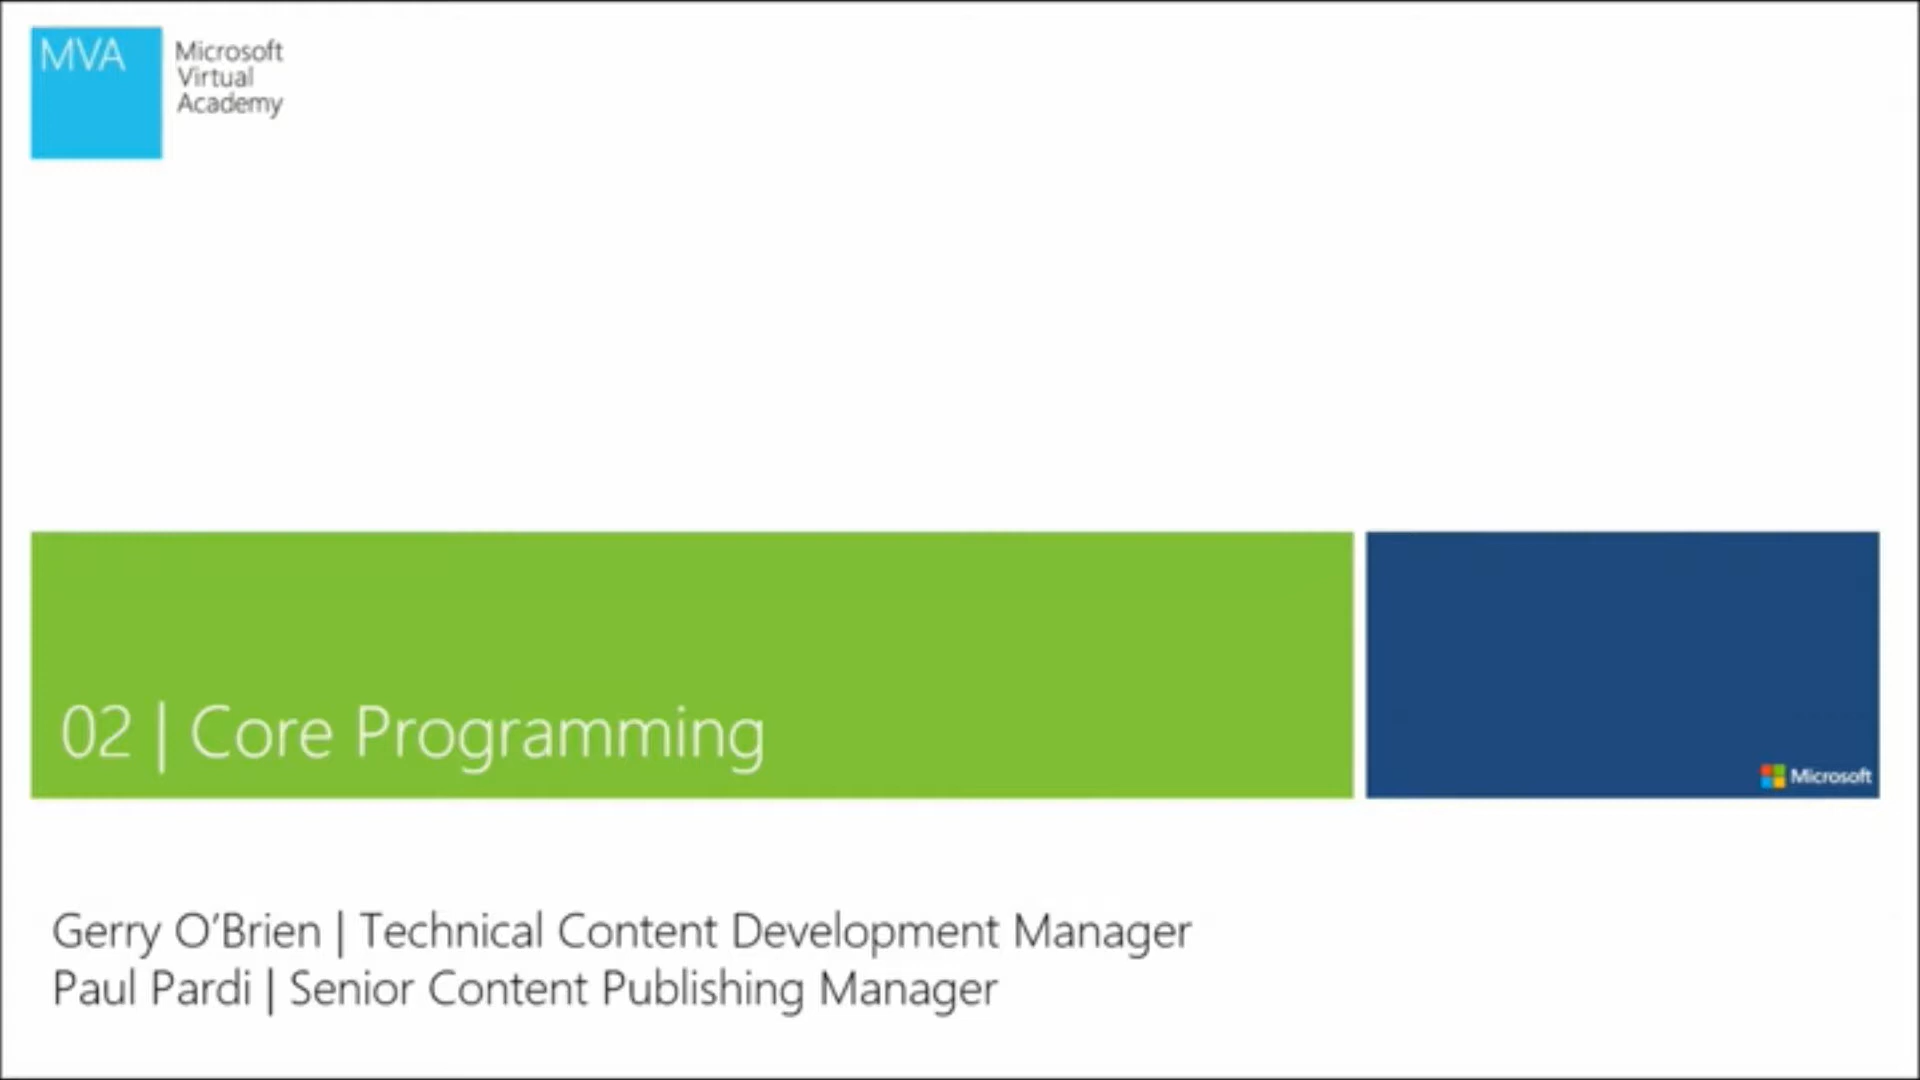 MVA
Microsoft
Virtual
Academy
02 | Core Programming
Microsoft
Gerry O’Brien | Technical Content Development Manager
Paul Pardi | Senior Content Publishing Manager